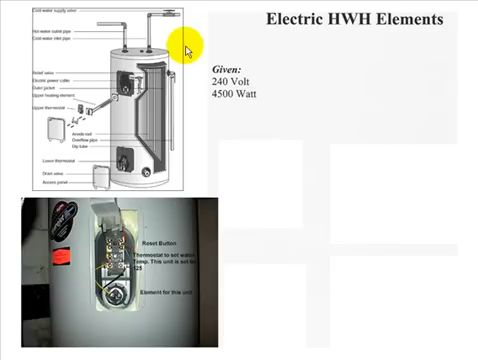 Electric HWH Elements
Given:
240 Volt
4500 Watt
Cold water supply valve
Hot water outlet pipe
Cold water inlet pipe
Relief valve
Electric power cable
Outer jacket
Upper heating element
Upper thermostat
Anode rod
Overflow pipe
Dip tube
Lower thermostat
Drain valve
Access panel
Reset Button
Thermostat to set water
Temp. This unit is set to
125
Element for this unit